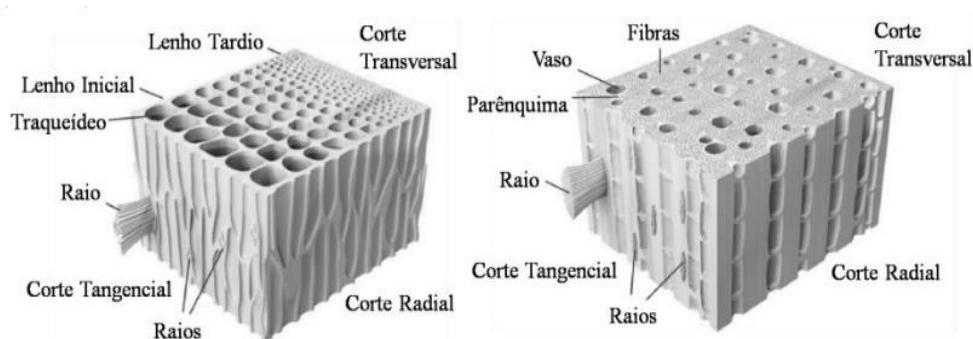 Lenho Tardio
Corte
Transversal
Lenho Inicial
Traqueídeo
Raio
Corte Tangencial
Raios
Corte Radial
Fibras
Corte
Transversal
Vaso
Parênquima
Raio
Corte Tangencial
Raios
Corte Radial